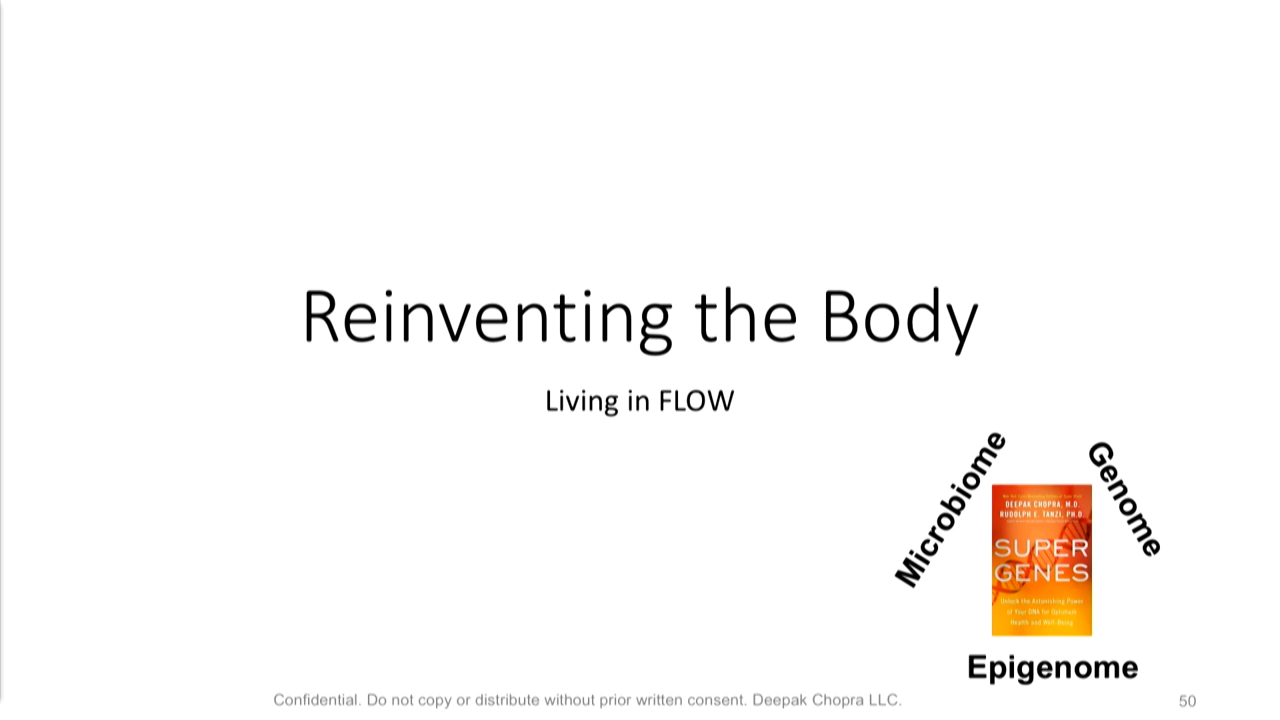 Reinventing the Body
Living in FLOW
Microbiome
Genome
DEEPAK CHOPRA, M.D.
RUDOLPH E. TANZI, PH.D.
SUPER
GENES
Unlock the Astonishing Power
of Your DNA for Optimum
Health and Well-Being
Epigenome
Confidential. Do not copy or distribute without prior written consent. Deepak Chopra LLC.
50